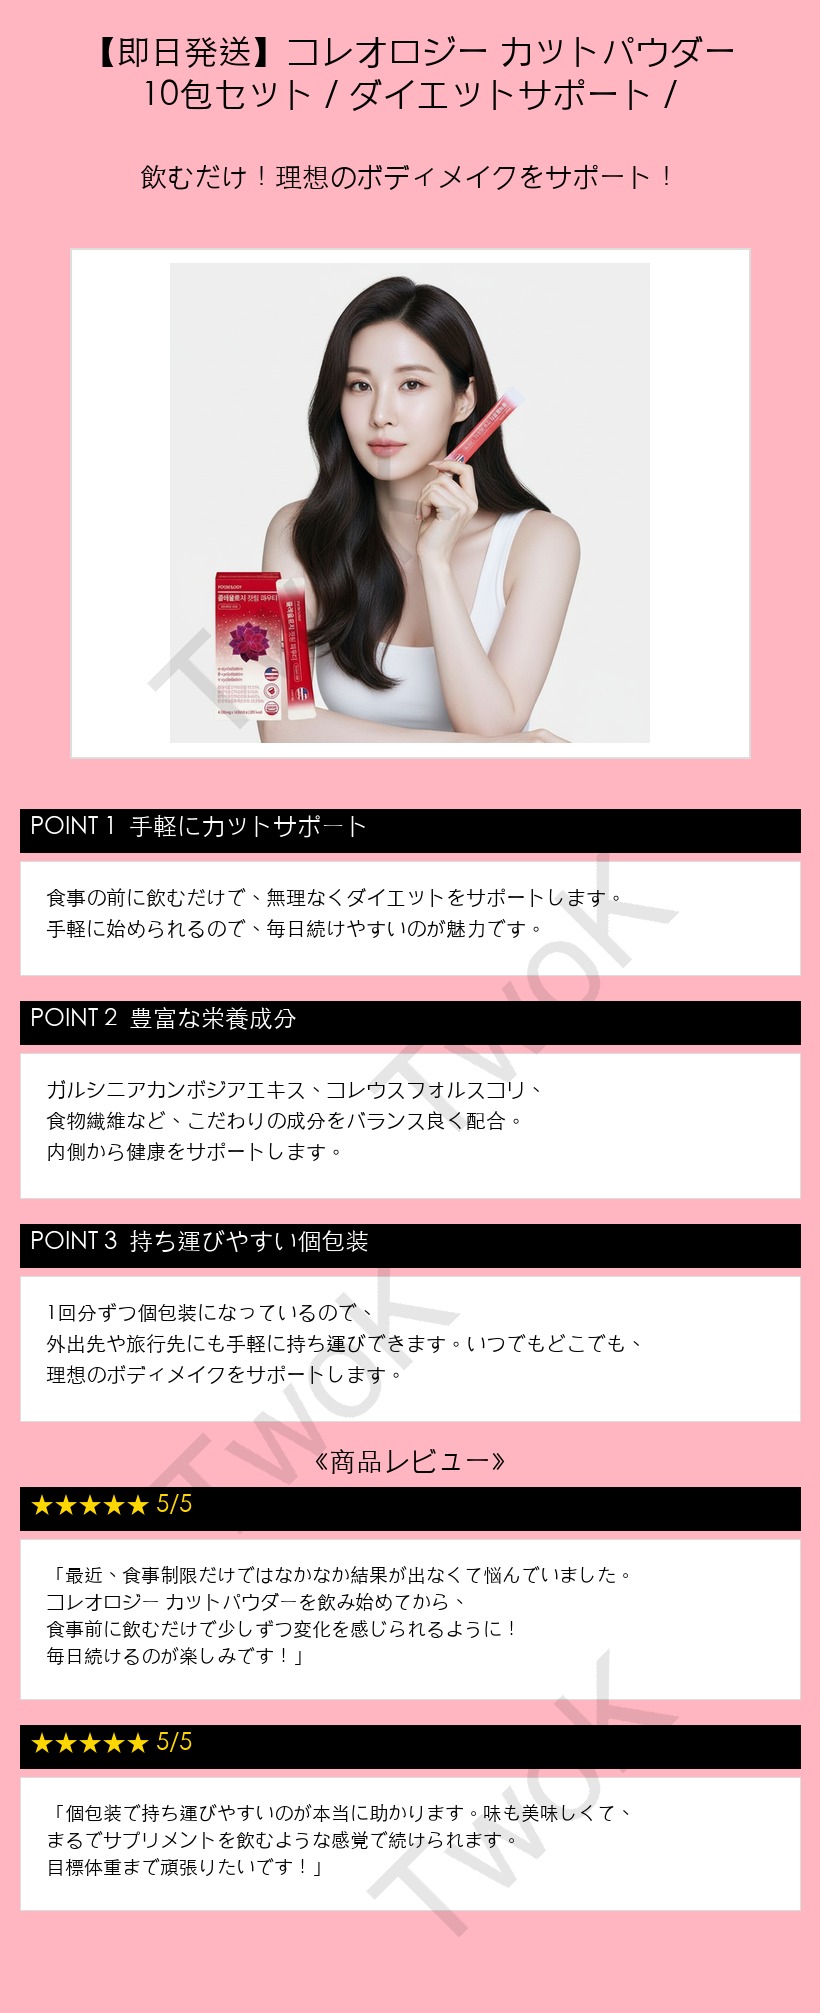 【即日発送】コレオロジー カットパウダー
10包セット / ダイエットサポート /
飲むだけ！理想のボディメイクをサポート！
FOODOLOGY
콜레올로지 컷팅 파우더
POINT 1 手軽にカットサポート
食事の前に飲むだけで、無理なくダイエットをサポートします。
手軽に始められるので、毎日続けやすいのが魅力です。
POINT 2 豊富な栄養成分
ガルシニアカンボジアエキス、コレウスフォルスコリ、
食物繊維など、こだわりの成分をバランス良く配合。
内側から健康をサポートします。
POINT 3 持ち運びやすい個包装
1回分ずつ個包装になっているので、
外出先や旅行先にも手軽に持ち運びできます。いつでもどこでも、
理想のボディメイクをサポートします。
《商品レビュー》
★★★★★ 5/5
「最近、食事制限だけではなかなか結果が出なくて悩んでいました。
コレオロジー カットパウダーを飲み始めてから、
食事前に飲むだけで少しずつ変化を感じられるように！
毎日続けるのが楽しみです！」
★★★★★ 5/5
「個包装で持ち運びやすいのが本当に助かります。味も美味しくて、
まるでサプリメントを飲むような感覚で続けられます。
目標体重まで頑張りたいです！」
TwoK
TwoK
TwoK